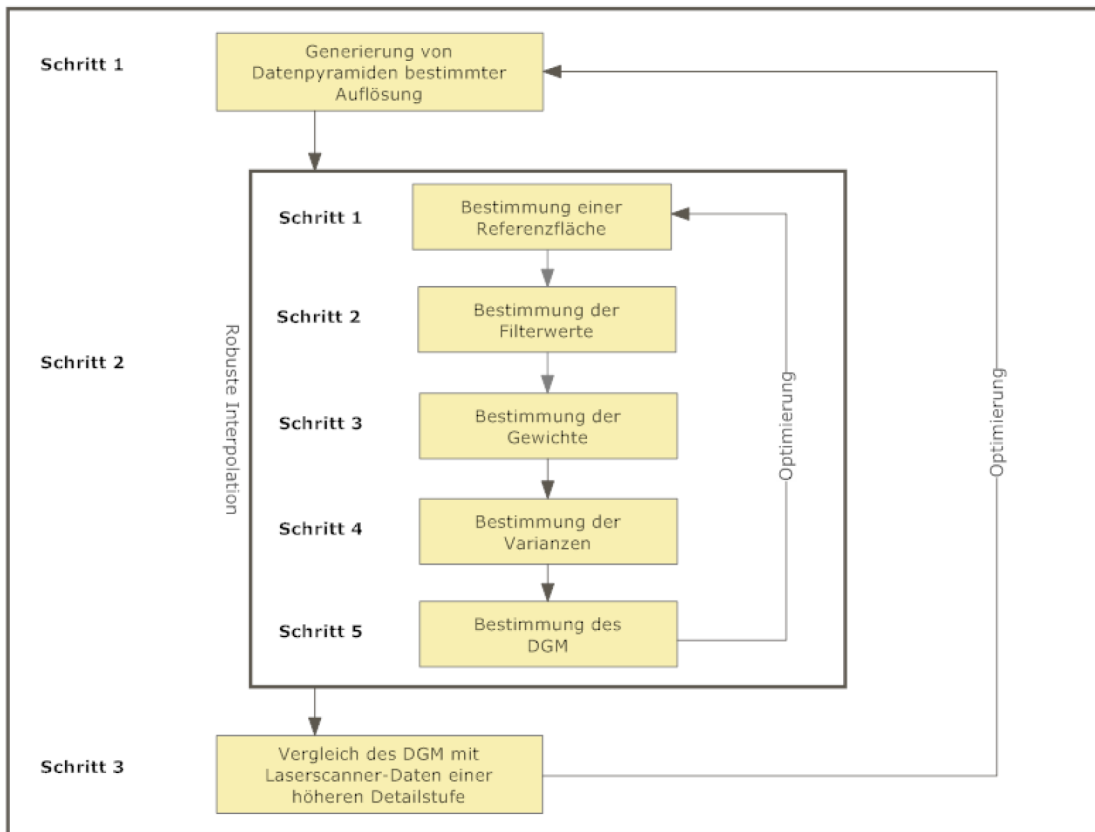 Schritt 1
Generierung von
Datenpyramiden bestimmter
Auflösung
Schritt 2
Robuste Interpolation
Schritt 1
Bestimmung einer
Referenzfläche
Schritt 2
Bestimmung der
Filterwerte
Schritt 3
Bestimmung der
Gewichte
Schritt 4
Bestimmung der
Varianzen
Schritt 5
Bestimmung des
DGM
Optimierung
Optimierung
Schritt 3
Vergleich des DGM mit
Laserscanner-Daten einer
höheren Detailstufe